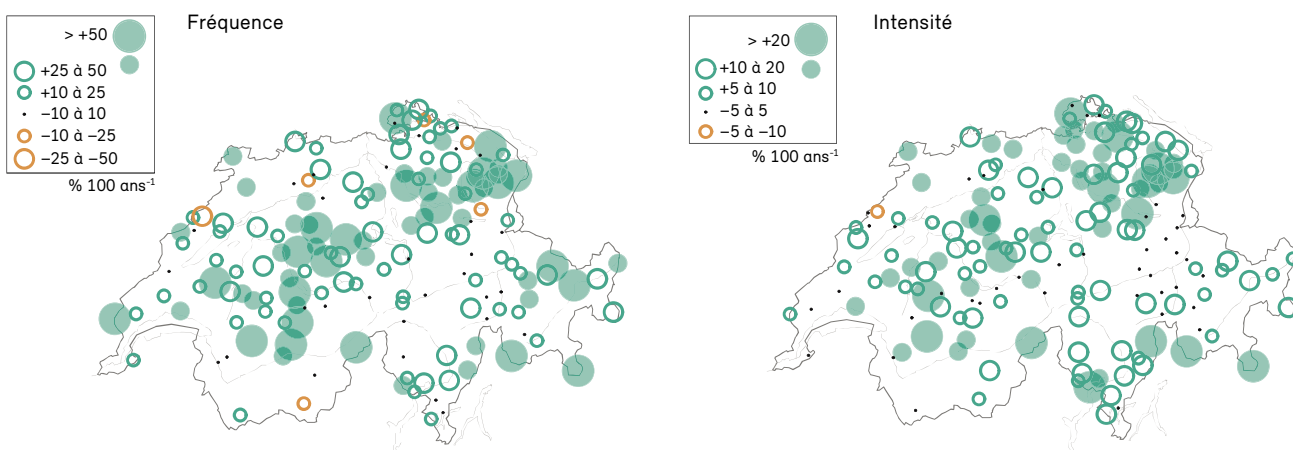 Fréquence
> +50
+25 à 50
+10 à 25
−10 à 10
−10 à −25
−25 à −50
% 100 ans⁻¹
Intensité
> +20
+10 à 20
+5 à 10
−5 à 5
−5 à −10
% 100 ans⁻¹